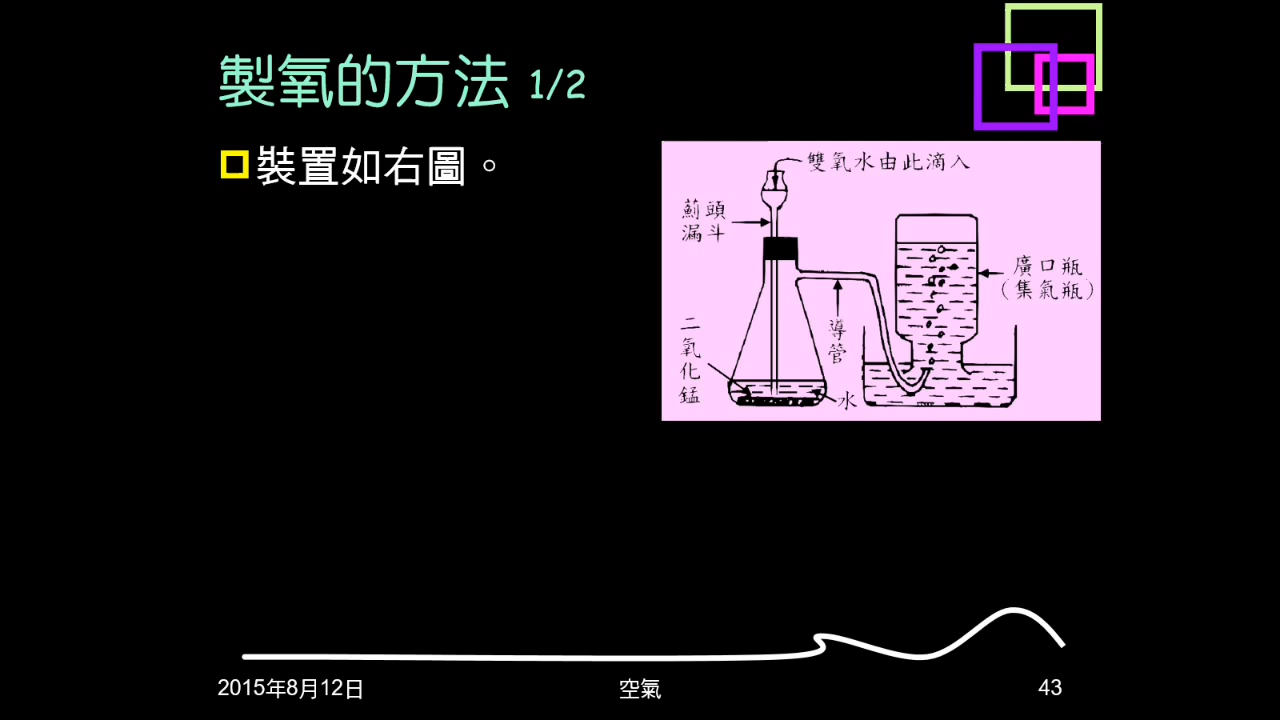 製氧的方法 1/2
裝置如右圖。
雙氧水由此滴入
薊頭
漏斗
廣口瓶
(集氣瓶)
導管
二氧化錳
水
2015年8月12日
空氣
43